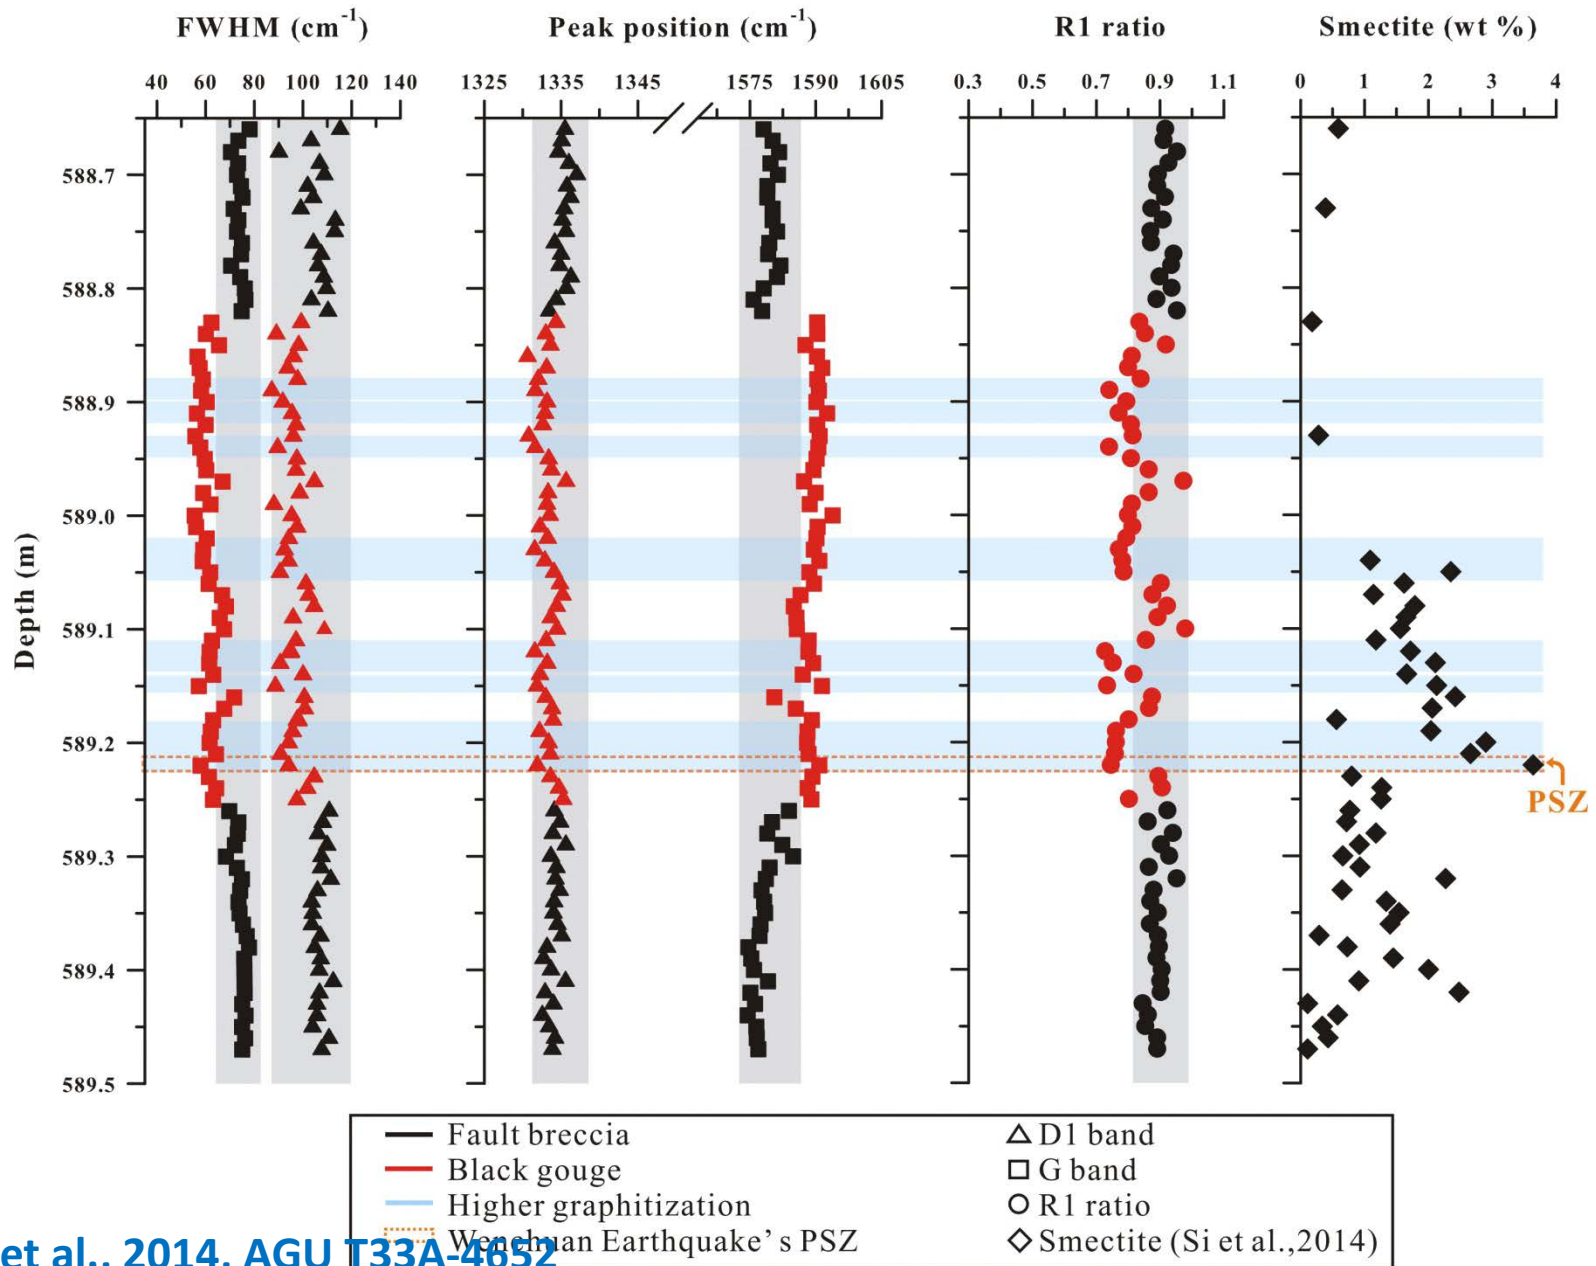 FWHM (cm-1) Peak position (cm-1) R1 ratio Smectite (wt %)
40 60 80 100 120 140 1325 1335 1345 1575 1590 1605 0.3 0.5 0.7 0.9 1.1 0 1 2 3 4
Depth (m)
588.7
588.8
588.9
589.0
589.1
589.2
589.3
589.4
589.5
PSZ
Fault breccia D1 band
Black gouge G band
Higher graphitization R1 ratio
Wenchuan Earthquake's PSZ Smectite (Si et al.,2014)
et al., 2014. AGU T33A-4652